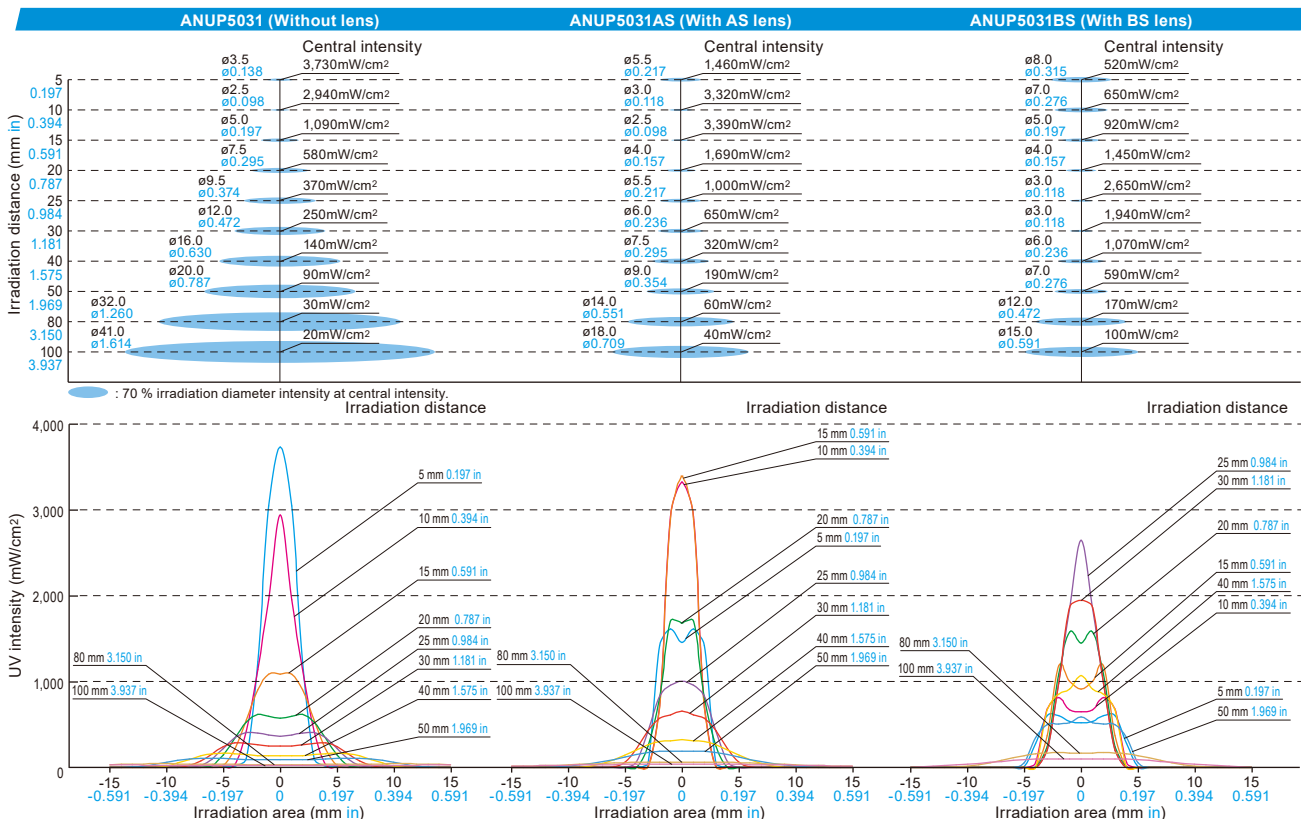 ANUP5031 (Without lens)
ANUP5031AS (With AS lens)
ANUP5031BS (With BS lens)
Irradiation distance (mm in)
5
0.197
10
0.394
15
0.591
20
0.787
25
0.984
30
1.181
40
1.575
50
1.969
80
3.150
100
3.937
Central intensity
ø3.5
ø0.138
3,730mW/cm2
ø2.5
ø0.098
2,940mW/cm2
ø5.0
ø0.197
1,090mW/cm2
ø7.5
ø0.295
580mW/cm2
ø9.5
ø0.374
370mW/cm2
ø12.0
ø0.472
250mW/cm2
ø16.0
ø0.630
140mW/cm2
ø20.0
ø0.787
90mW/cm2
ø32.0
ø1.260
30mW/cm2
ø41.0
ø1.614
20mW/cm2
Central intensity
ø5.5
ø0.217
1,460mW/cm2
ø3.0
ø0.118
3,320mW/cm2
ø2.5
ø0.098
3,390mW/cm2
ø4.0
ø0.157
1,690mW/cm2
ø5.5
ø0.217
1,000mW/cm2
ø6.0
ø0.236
650mW/cm2
ø7.5
ø0.295
320mW/cm2
ø9.0
ø0.354
190mW/cm2
ø14.0
ø0.551
60mW/cm2
ø18.0
ø0.709
40mW/cm2
Central intensity
ø8.0
ø0.315
520mW/cm2
ø7.0
ø0.276
650mW/cm2
ø5.0
ø0.197
920mW/cm2
ø4.0
ø0.157
1,450mW/cm2
ø3.0
ø0.118
2,650mW/cm2
ø3.0
ø0.118
1,940mW/cm2
ø6.0
ø0.236
1,070mW/cm2
ø7.0
ø0.276
590mW/cm2
ø12.0
ø0.472
170mW/cm2
ø15.0
ø0.591
100mW/cm2
: 70 % irradiation diameter intensity at central intensity.
UV intensity (mW/cm2)
4,000
3,000
2,000
1,000
0
Irradiation distance
5 mm 0.197 in
10 mm 0.394 in
15 mm 0.591 in
20 mm 0.787 in
25 mm 0.984 in
30 mm 1.181 in
40 mm 1.575 in
50 mm 1.969 in
80 mm 3.150 in
100 mm 3.937 in
-15 -10 -5 0 5 10 15
-0.591 -0.394 -0.197 0 0.197 0.394 0.591
Irradiation area (mm in)
Irradiation distance
15 mm 0.591 in
10 mm 0.394 in
20 mm 0.787 in
5 mm 0.197 in
25 mm 0.984 in
30 mm 1.181 in
40 mm 1.575 in
50 mm 1.969 in
80 mm 3.150 in
100 mm 3.937 in
-10 -5 0 5 10 15
-0.394 -0.197 0 0.197 0.394 0.591
Irradiation area (mm in)
Irradiation distance
25 mm 0.984 in
30 mm 1.181 in
20 mm 0.787 in
15 mm 0.591 in
40 mm 1.575 in
10 mm 0.394 in
80 mm 3.150 in
100 mm 3.937 in
5 mm 0.197 in
50 mm 1.969 in
-10 -5 0 5 10 15
-0.394 -0.197 0 0.197 0.394 0.591
Irradiation area (mm in)